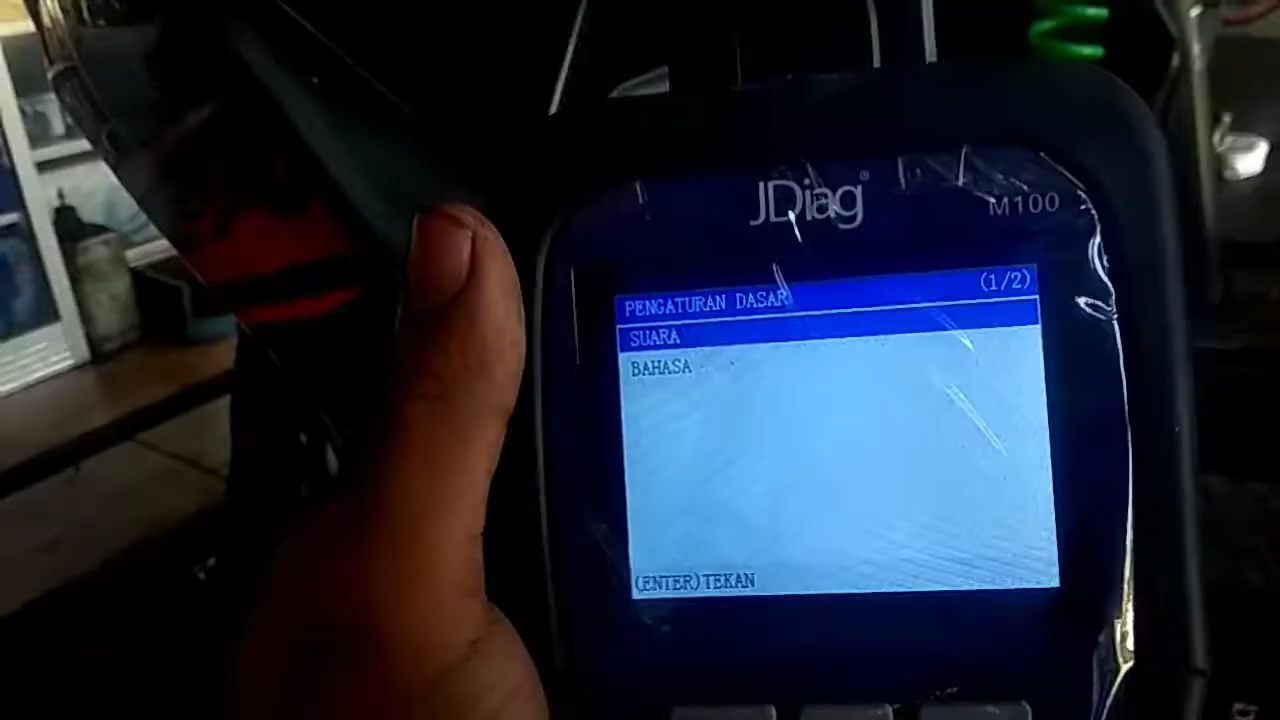 JDiag®
M100
PENGATURAN DASAR (1/2)
SUARA
BAHASA
(ENTER)TEKAN